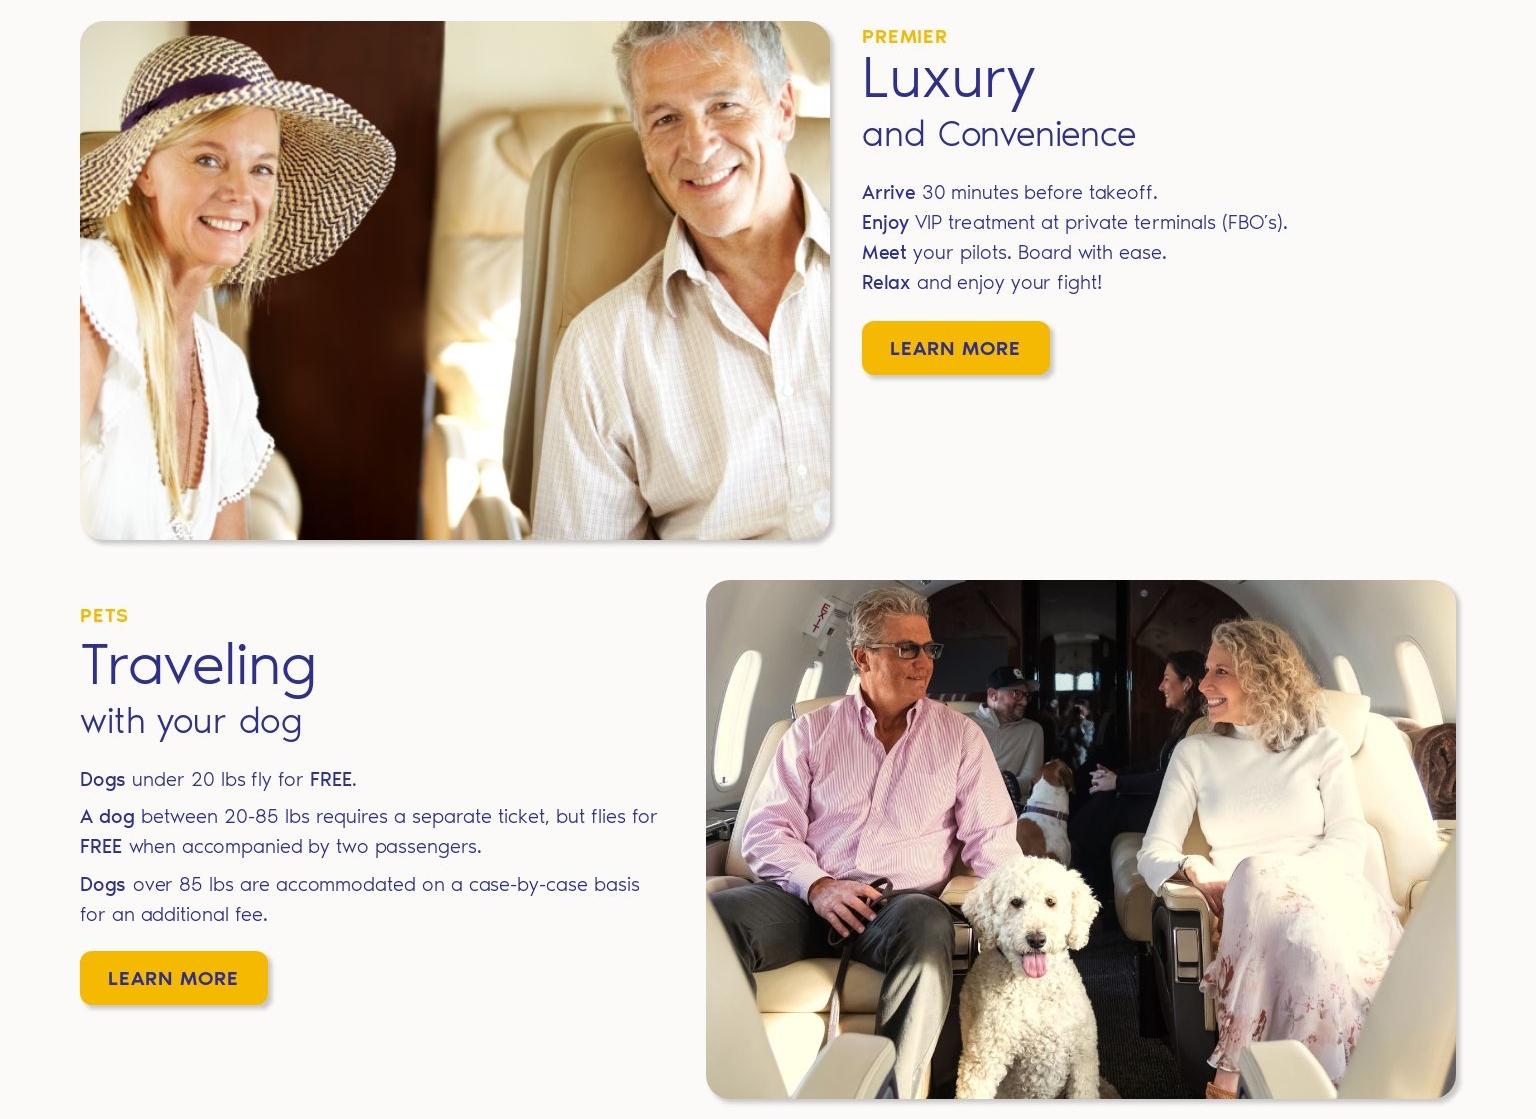 PREMIER
Luxury
and Convenience
Arrive 30 minutes before takeoff.
Enjoy VIP treatment at private terminals (FBO's).
Meet your pilots. Board with ease.
Relax and enjoy your fight!
LEARN MORE
PETS
Traveling
with your dog
Dogs under 20 lbs fly for FREE.
A dog between 20-85 lbs requires a separate ticket, but flies for
FREE when accompanied by two passengers.
Dogs over 85 lbs are accommodated on a case-by-case basis
for an additional fee.
LEARN MORE
EXIT